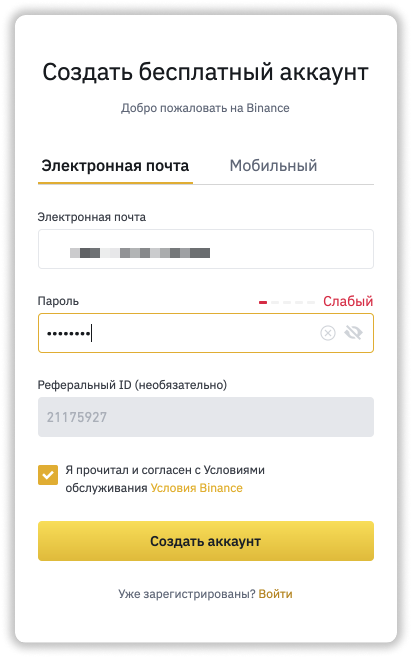 Создать бесплатный аккаунт
Добро пожаловать на Binance
Электронная почта Мобильный
Электронная почта
Пароль Слабый
••••••••
Реферальный ID (необязательно)
21175927
Я прочитал и согласен с Условиями
обслуживания Условия Binance
Создать аккаунт
Уже зарегистрированы? Войти